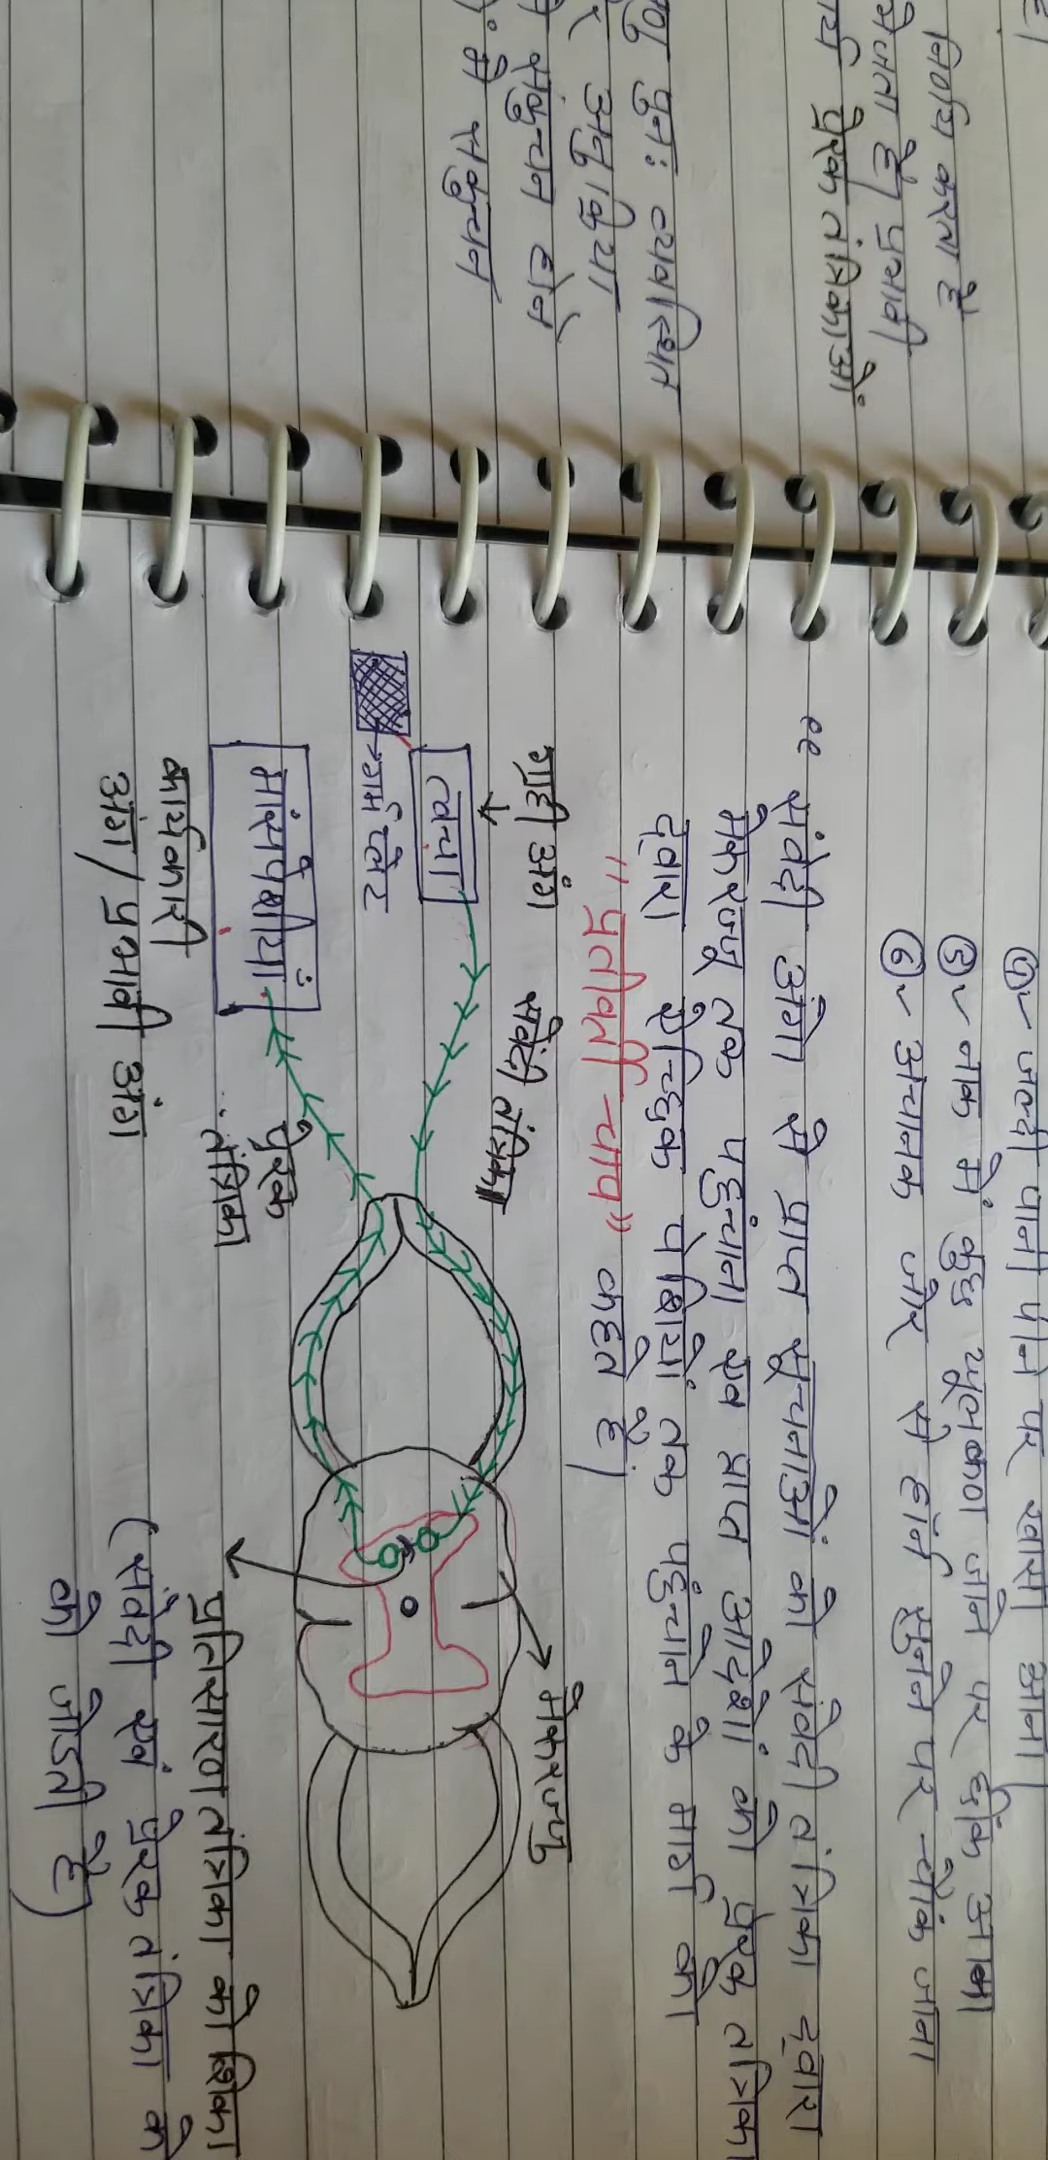 है।
निर्णय करता है
भेजता है। प्रभावी
प्रेरक तंत्रिकाओं
पुनः व्यवस्थित
अनुक्रिया
संकुचन होने
में संकुचन
④ जल्दी पानी पीने पर खांसी आना।
⑤ नाक में कुछ धूलकण जाने पर छींक आना
⑥ अचानक जोर से हॉर्न सुनने पर चौंक जाना
"संवेदी अंगो से प्राप्त सूचनाओं को संवेदी तंत्रिका द्वारा
मेरूरज्जू तक पहुंचाना एव प्राप्त आदेशों को प्रेरक तंत्रिका
द्वारा ऐच्छिक पेशियों तक पहुंचाने के मार्ग को
"प्रतिवर्ती चाप" कहते है।
ग्राही अंग
संवेदी तंत्रिका
मेरूरज्जु
त्वचा
गर्म प्लेट
मांसपेशीयां
प्रेरक
तंत्रिका
कार्यकारी
अंग/प्रभावी अंग
प्रतिसारण तंत्रिका कोशिका
(संवेदी एवं प्रेरक तंत्रिका के
को जोडती है)